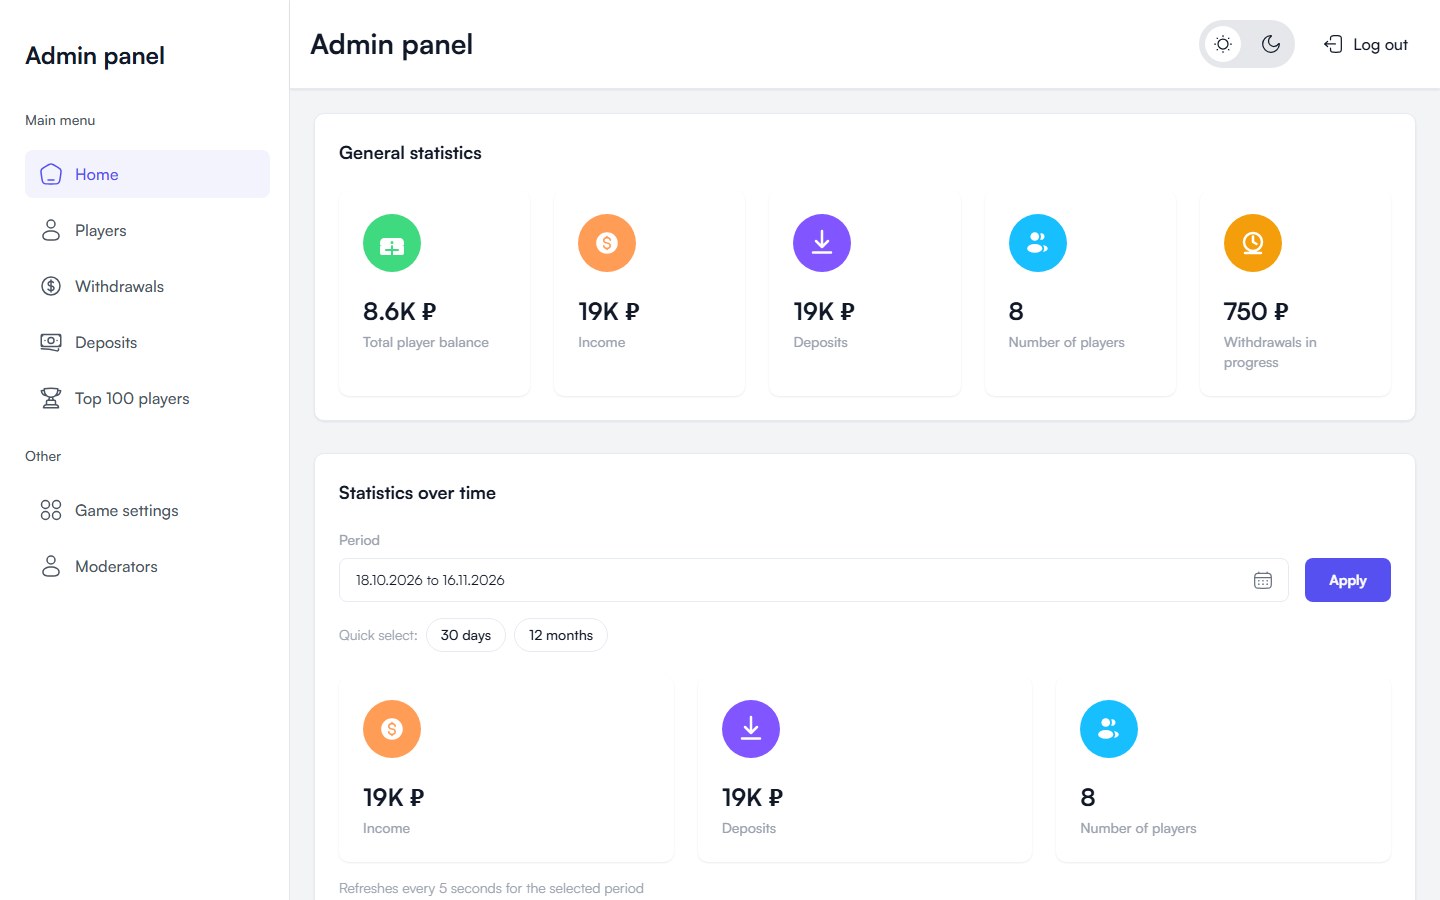 Admin panel
Main menu
Home
Players
Withdrawals
Deposits
Top 100 players
Other
Game settings
Moderators
Admin panel
Log out
General statistics
8.6K ₽
Total player balance
19K ₽
Income
19K ₽
Deposits
8
Number of players
750 ₽
Withdrawals in
progress
Statistics over time
Period
18.10.2026 to 16.11.2026
Apply
Quick select:
30 days
12 months
19K ₽
Income
19K ₽
Deposits
8
Number of players
Refreshes every 5 seconds for the selected period